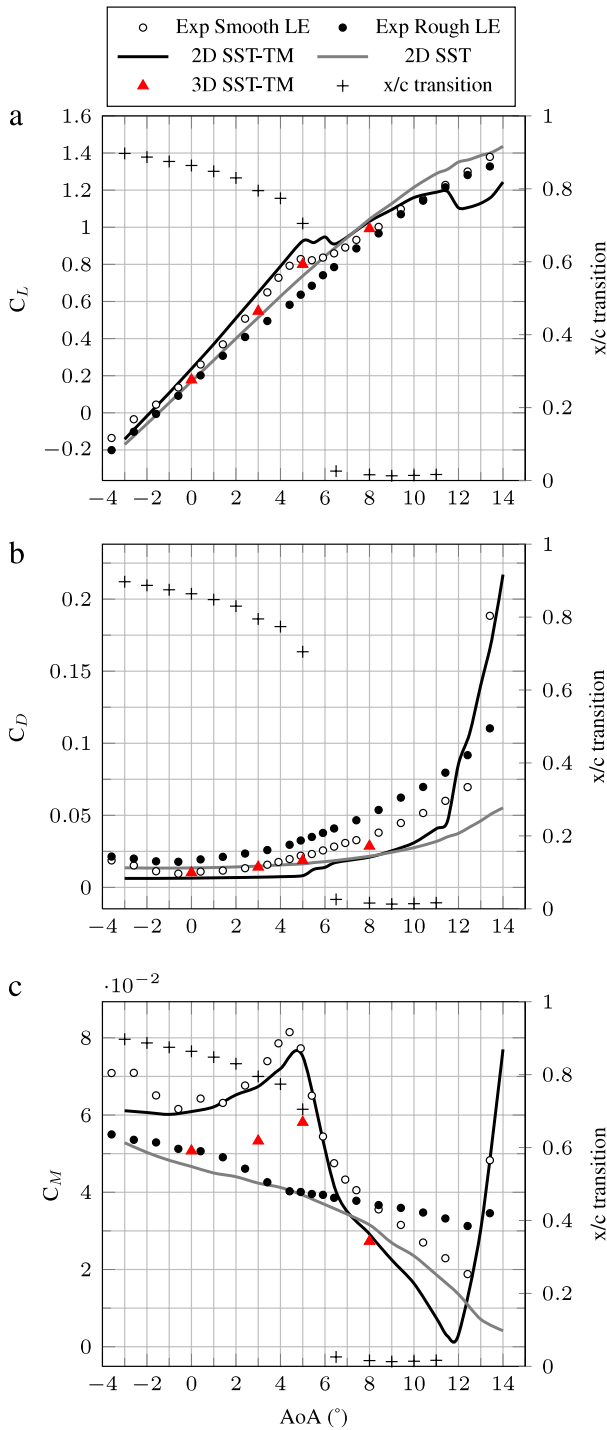 Exp Smooth LE Exp Rough LE
2D SST-TM 2D SST
3D SST-TM x/c transition
a
1.6 1
1.4
1.2 0.8
1
0.8 0.6
0.6
0.4 0.4
0.2
0 0.2
−0.2
0
C_L
x/c transition
−4 −2 0 2 4 6 8 10 12 14
b
1
0.2
0.8
0.15
0.6
0.1
0.4
0.05
0.2
0
0
C_D
x/c transition
−4 −2 0 2 4 6 8 10 12 14
c
·10⁻²
1
8
0.8
6
0.6
4
0.4
2
0.2
0
0
C_M
x/c transition
−4 −2 0 2 4 6 8 10 12 14
AoA (°)